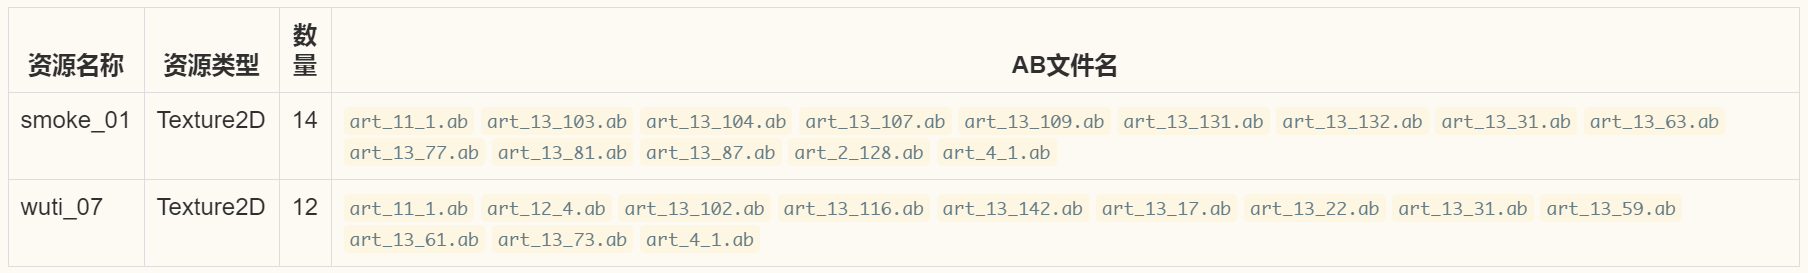 资源名称 资源类型 数量 AB文件名
smoke_01 Texture2D 14 art_11_1.ab art_13_103.ab art_13_104.ab art_13_107.ab art_13_109.ab art_13_131.ab art_13_132.ab art_13_31.ab art_13_63.ab
art_13_77.ab art_13_81.ab art_13_87.ab art_2_128.ab art_4_1.ab
wuti_07 Texture2D 12 art_11_1.ab art_12_4.ab art_13_102.ab art_13_116.ab art_13_142.ab art_13_17.ab art_13_22.ab art_13_31.ab art_13_59.ab
art_13_61.ab art_13_73.ab art_4_1.ab